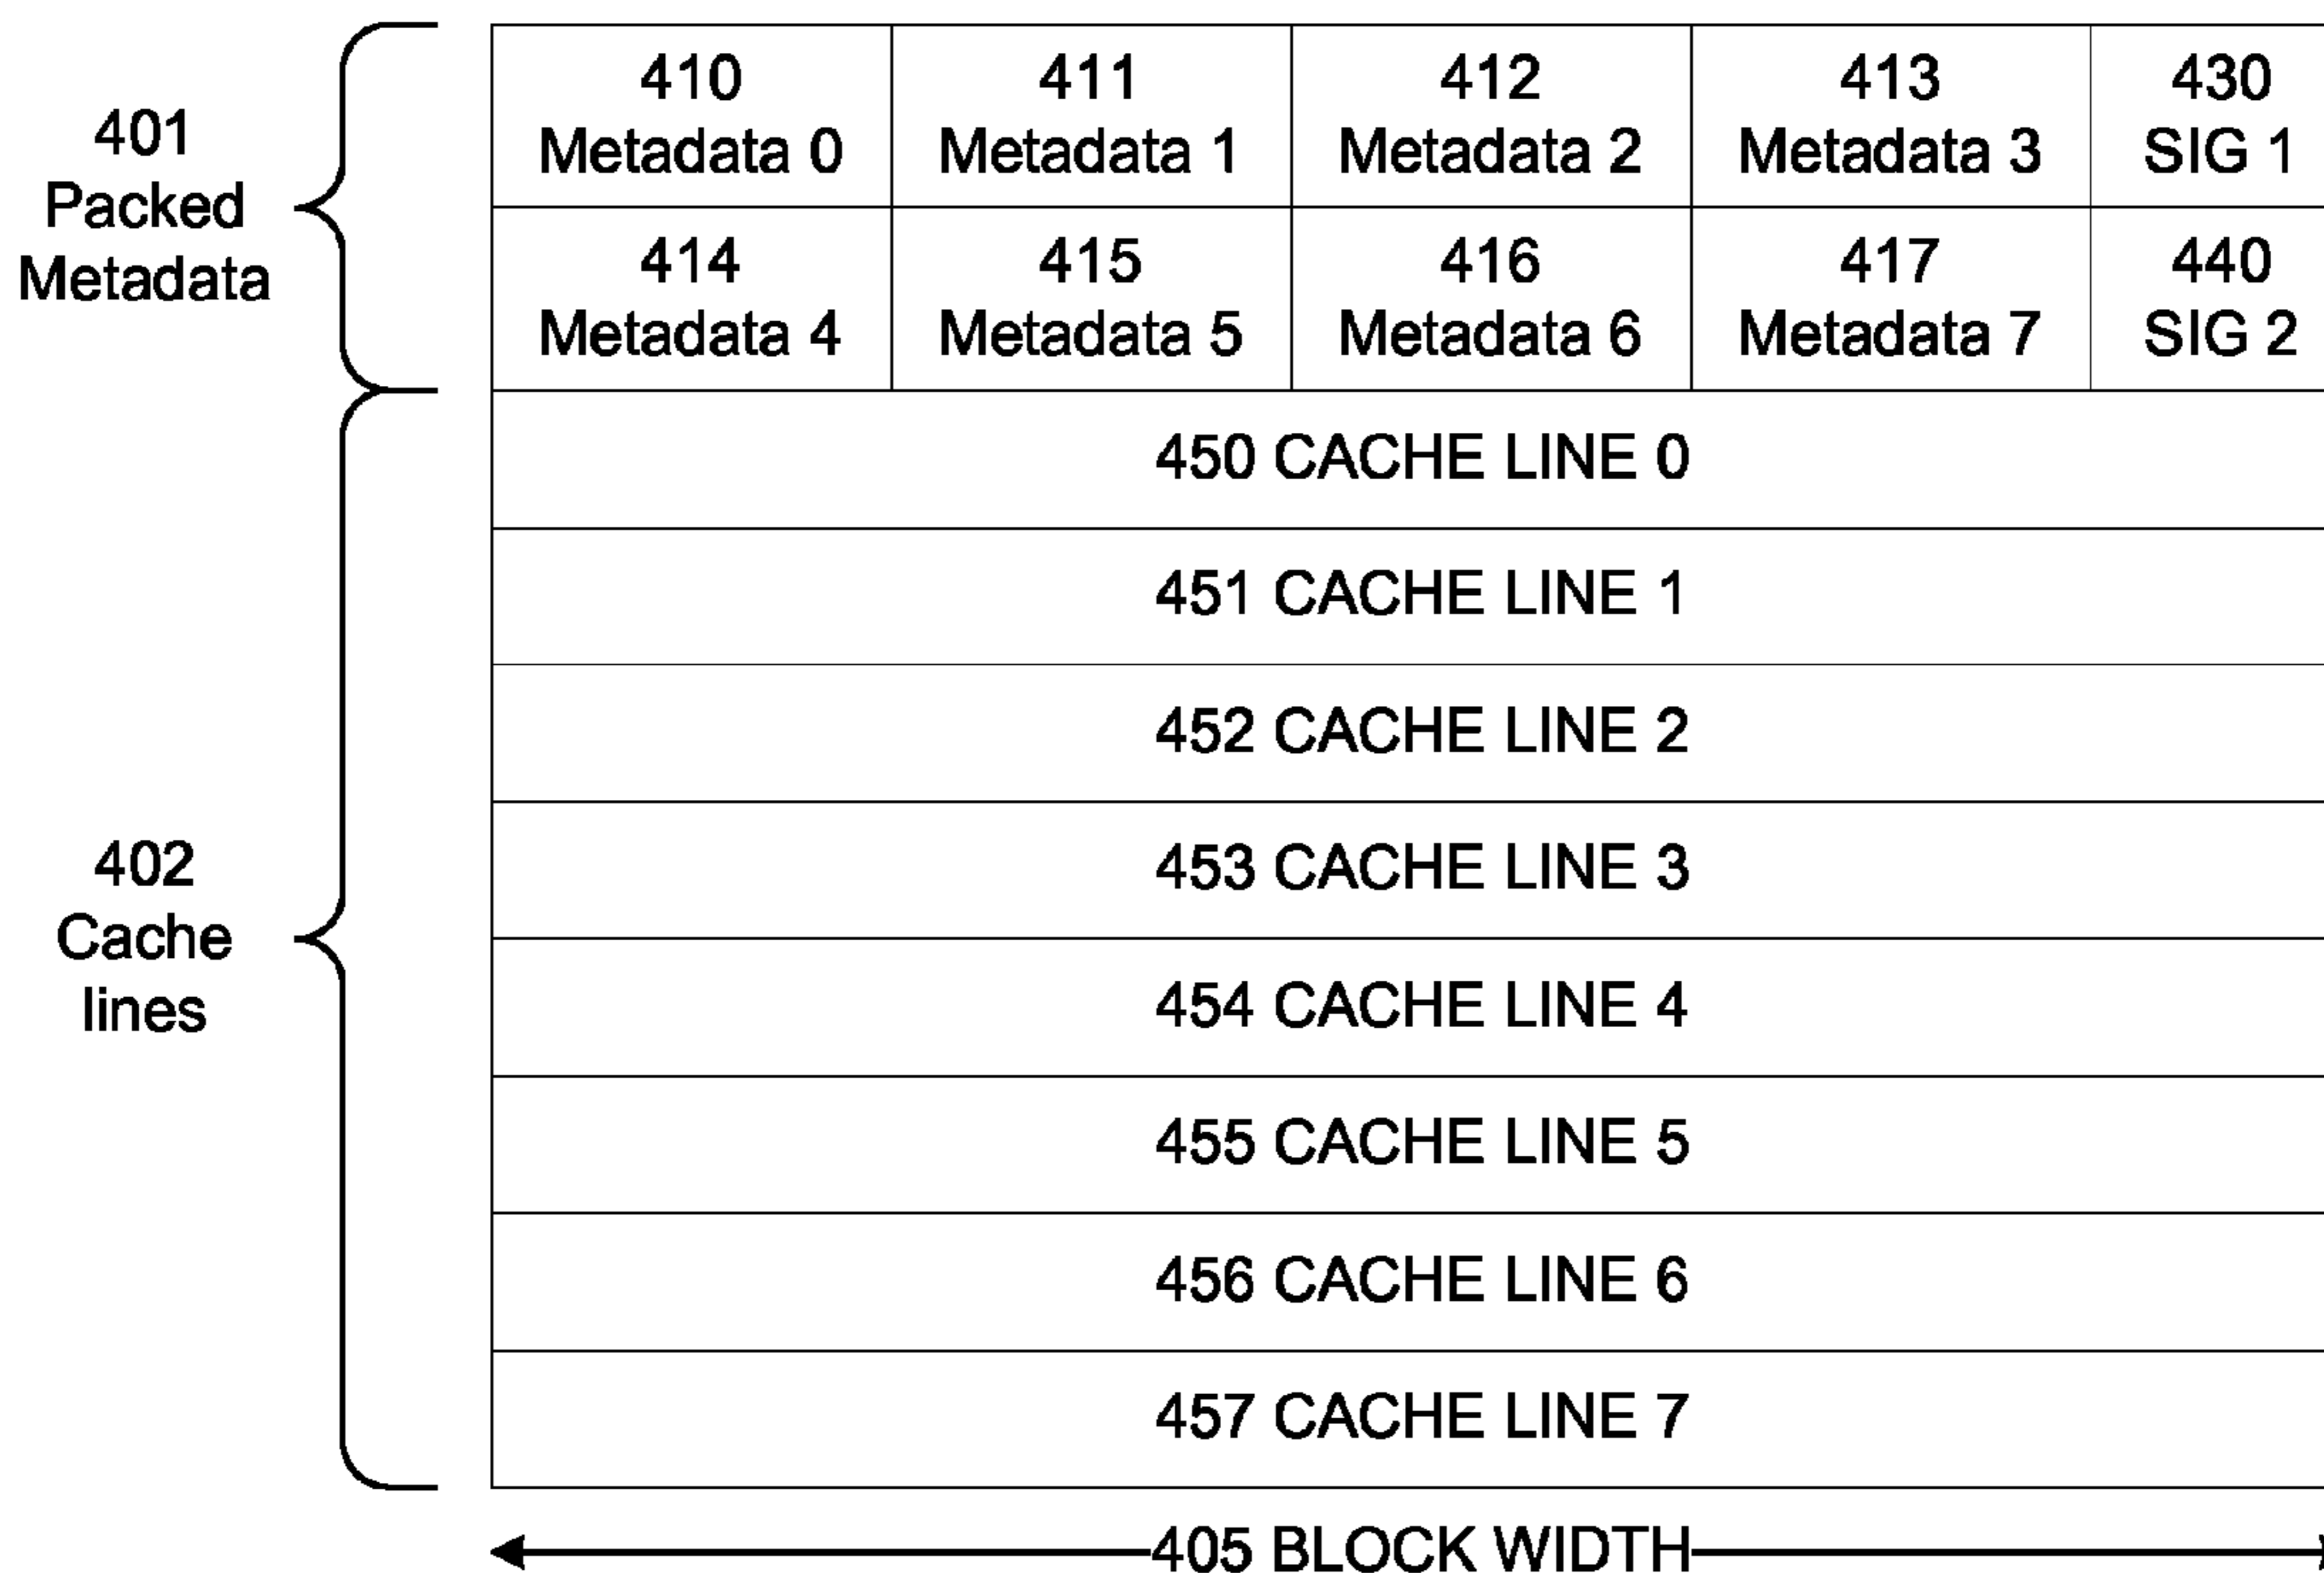 401
Packed
Metadata
410
Metadata 0
411
Metadata 1
412
Metadata 2
413
Metadata 3
430
SIG 1
414
Metadata 4
415
Metadata 5
416
Metadata 6
417
Metadata 7
440
SIG 2
402
Cache
lines
450 CACHE LINE 0
451 CACHE LINE 1
452 CACHE LINE 2
453 CACHE LINE 3
454 CACHE LINE 4
455 CACHE LINE 5
456 CACHE LINE 6
457 CACHE LINE 7
405 BLOCK WIDTH